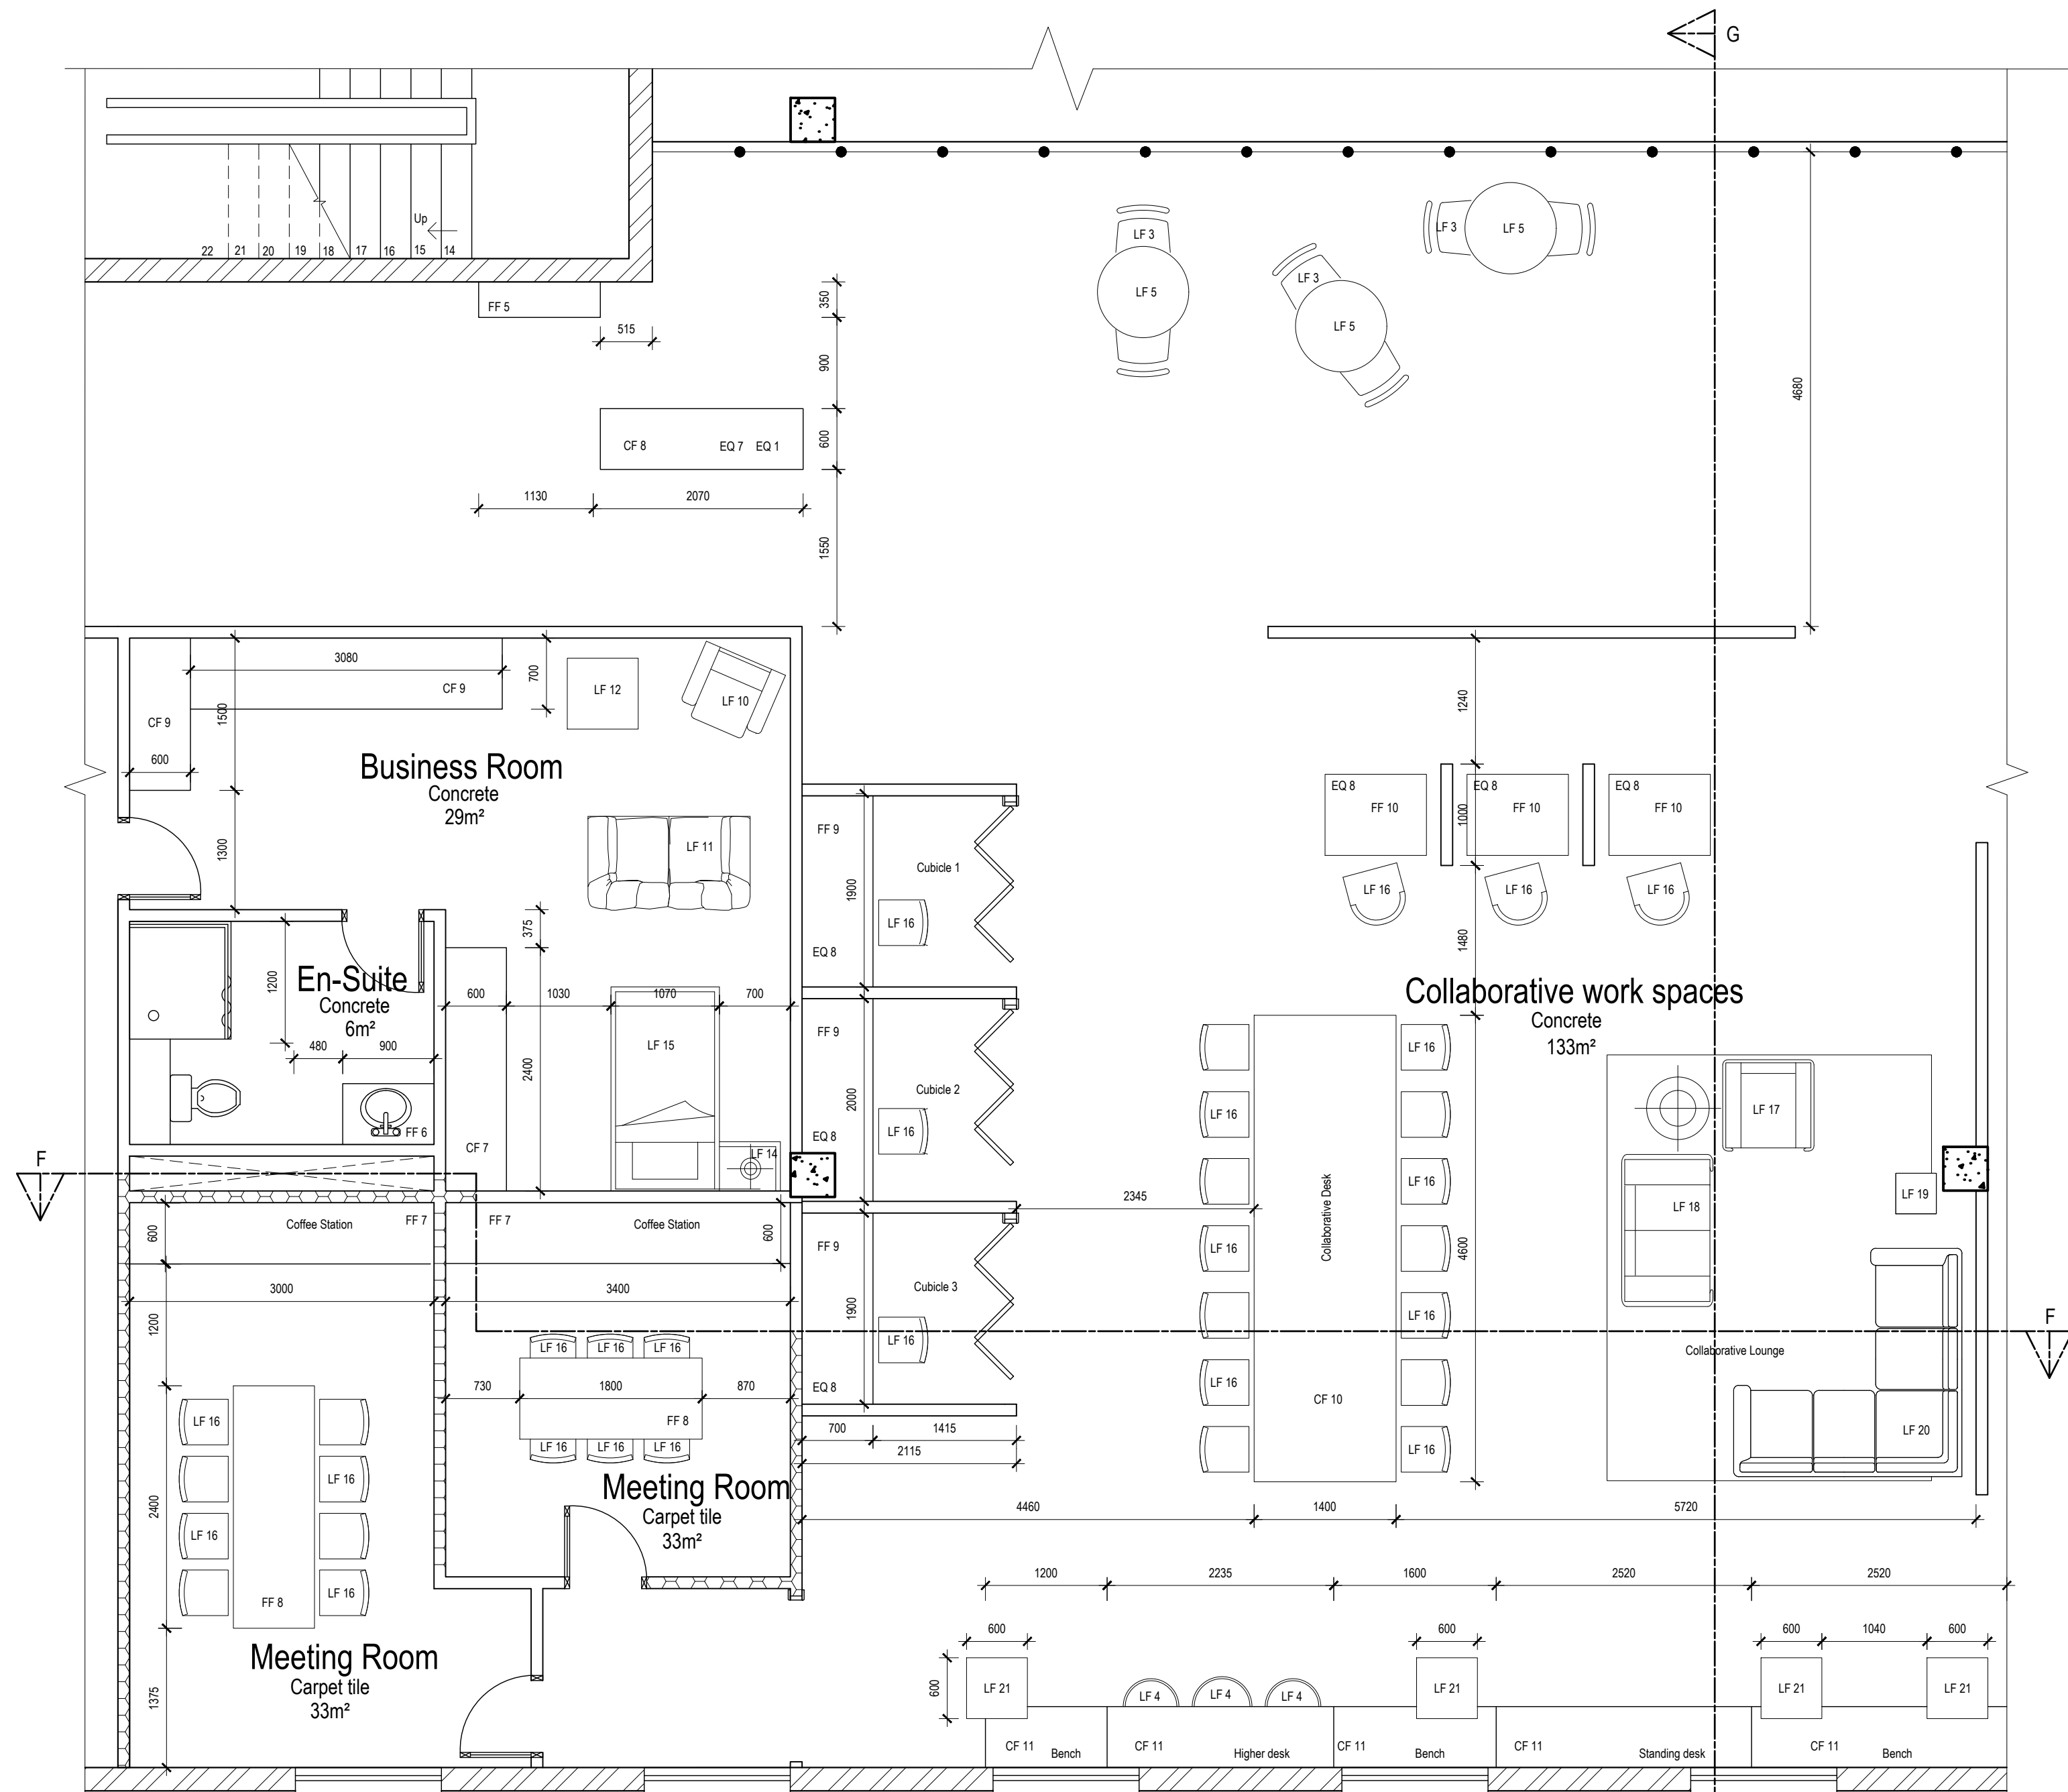 G
Up
22
21
20
19
18
17
16
15
14
FF 5
515
350
900
600
1550
CF 8
EQ 7
EQ 1
1130
2070
LF 3
LF 5
LF 3
LF 5
LF 3
LF 5
4680
3080
CF 9
CF 9
1500
600
1300
700
LF 12
LF 10
Business Room
Concrete
29m²
LF 11
375
En-Suite
Concrete
6m²
1200
480
900
FF 6
600
1030
1070
700
2400
LF 15
CF 7
LF 14
FF 9
Cubicle 1
1900
LF 16
EQ 8
FF 9
Cubicle 2
2000
LF 16
EQ 8
FF 9
Cubicle 3
1900
LF 16
EQ 8
700
1415
2115
1240
EQ 8
FF 10
EQ 8
FF 10
EQ 8
FF 10
1000
LF 16
LF 16
LF 16
1480
Collaborative work spaces
Concrete
133m²
LF 16
LF 16
LF 16
LF 16
LF 16
LF 16
LF 16
Collaborative Desk
CF 10
2345
4600
LF 17
LF 18
LF 19
LF 20
Collaborative Lounge
F
F
Coffee Station
FF 7
FF 7
Coffee Station
600
600
3000
3400
1200
LF 16
LF 16
LF 16
730
1800
870
FF 8
LF 16
LF 16
LF 16
Meeting Room
Carpet tile
33m²
LF 16
LF 16
LF 16
LF 16
2400
FF 8
Meeting Room
Carpet tile
33m²
1375
4460
1400
5720
1200
2235
1600
2520
2520
600
600
600
1040
600
600
LF 21
LF 4
LF 4
LF 4
LF 21
LF 21
LF 21
CF 11
Bench
CF 11
Higher desk
CF 11
Bench
CF 11
Standing desk
CF 11
Bench